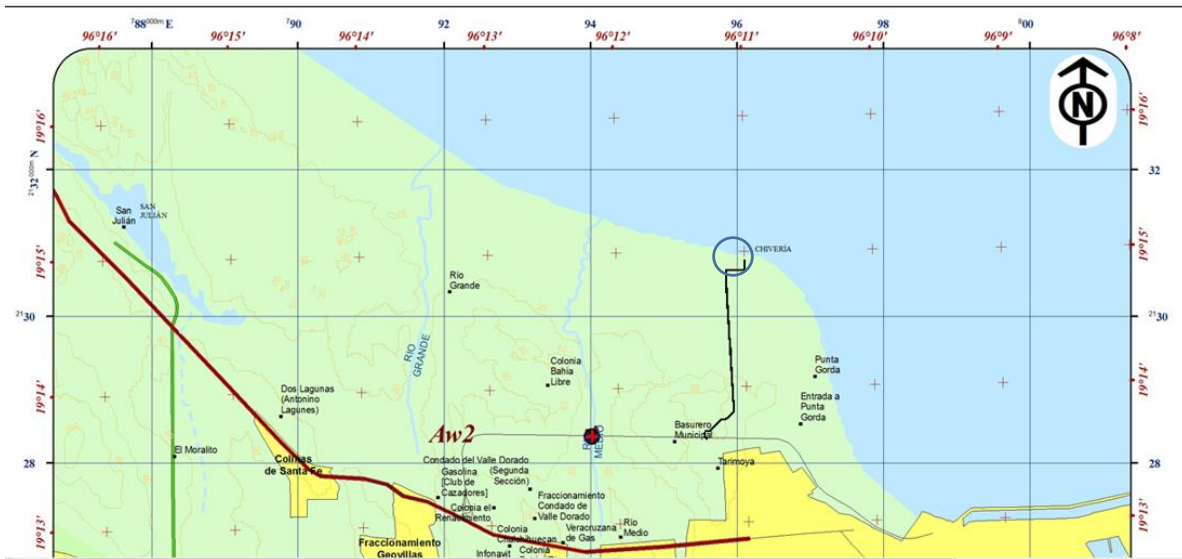 788000m E
790
92
94
96
98
800
96°16'
96°15'
96°14'
96°13'
96°12'
96°11'
96°10'
96°9'
96°8'
N
19°16'
19°16'
2132000m N
32
SAN
JULIÁN
San
Julián
19°15'
19°15'
CHIVERÍA
Río
Grande
2130
2130
RIO
GRANDE
Colonia
Bahía
Libre
Punta
Gorda
19°14'
19°14'
Dos Lagunas
(Antonino
Lagunes)
Entrada a
Punta
Gorda
Aw2
Basurero
Municipal
MEDIO
El Moralito
Colinas
de Santa Fe
28
28
Condado del Valle Dorado
(Segunda
Sección)
Gasolina
[Club de
Cazadores]
Tarimoya
Colonia el
Renacimiento
Fraccionamiento
Condado de
Valle Dorado
19°13'
19°13'
Colonia
Chalchihuecan
Veracruzana
de Gas
Río
Medio
Fraccionamiento
Geovillas
Infonavit
Colonia